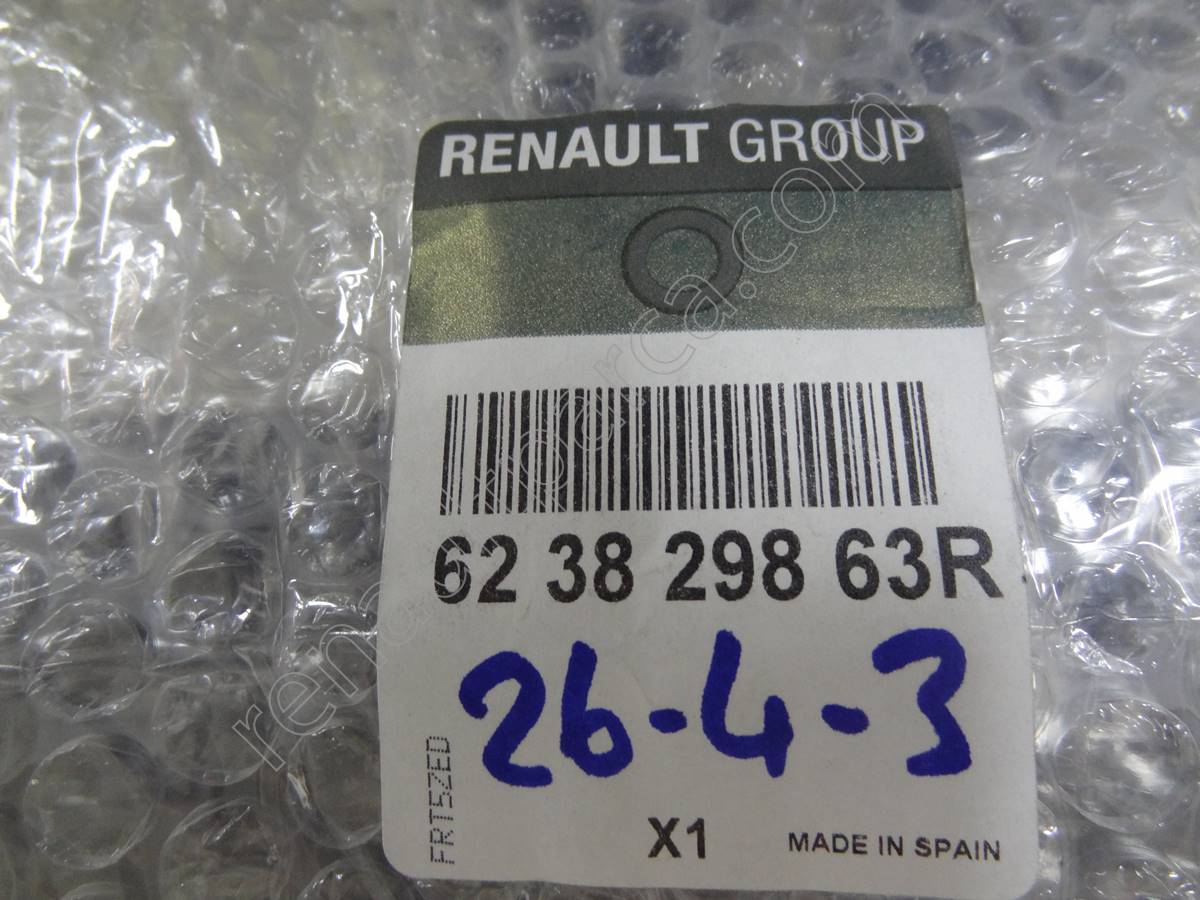 RENAULT GROUP
62 38 298 63R
26-4-3
FRT5ZED
X1
MADE IN SPAIN